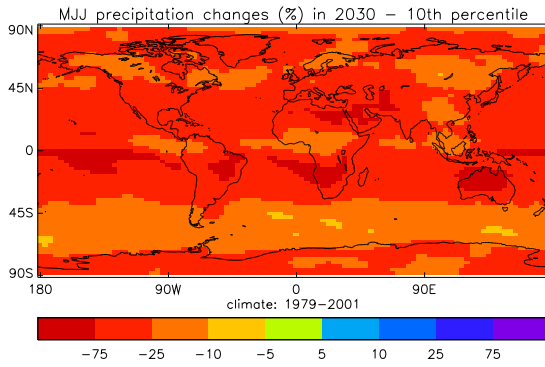 MJJ precipitation changes (%) in 2030 − 10th percentile
90N
45N
0
45S
90S
180 90W 0 90E
climate: 1979−2001
−75 −25 −10 −5 5 10 25 75